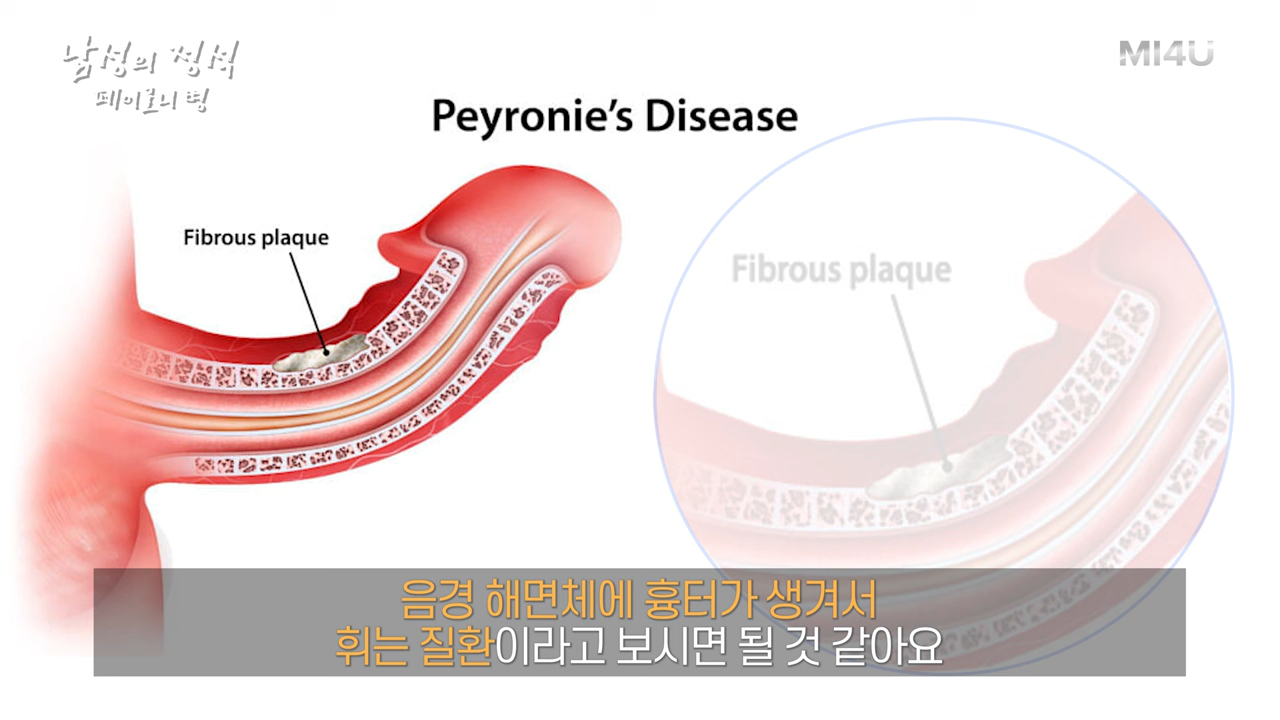 남성의 정석
페이로니 병
MI4U
Peyronie's Disease
Fibrous plaque
Fibrous plaque
음경 해면체에 흉터가 생겨서
휘는 질환이라고 보시면 될 것 같아요